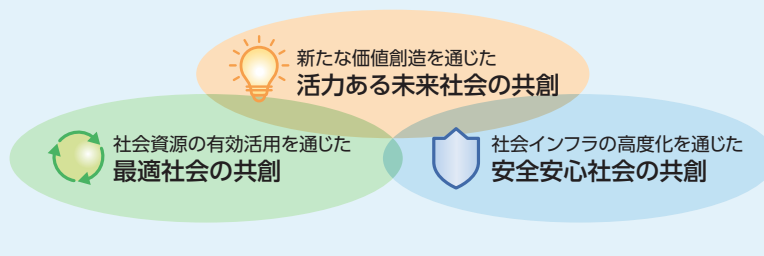 新たな価値創造を通じた
活力ある未来社会の共創
社会資源の有効活用を通じた
最適社会の共創
社会インフラの高度化を通じた
安全安心社会の共創